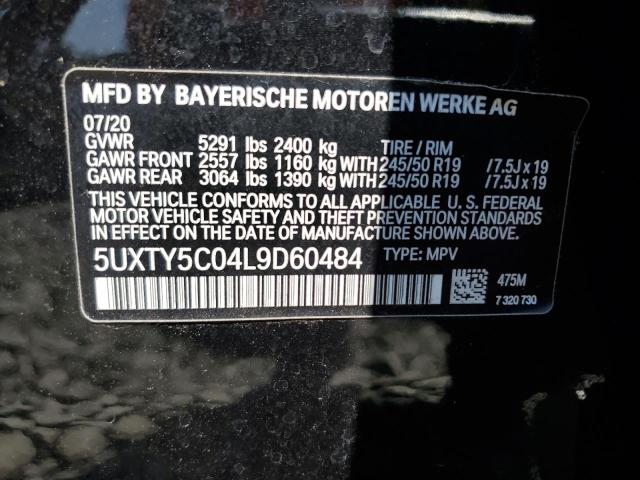 MFD BY BAYERISCHE MOTOREN WERKE AG
07/20
GVWR 5291 lbs 2400 kg TIRE / RIM
GAWR FRONT 2557 lbs 1160 kg WITH 245/50 R19 /7.5J x 19
GAWR REAR 3064 lbs 1390 kg WITH 245/50 R19 /7.5J x 19
THIS VEHICLE CONFORMS TO ALL APPLICABLE U. S. FEDERAL
MOTOR VEHICLE SAFETY AND THEFT PREVENTION STANDARDS
IN EFFECT ON THE DATE OF MANUFACTURE SHOWN ABOVE.
5UXTY5C04L9D60484 TYPE: MPV
475M
7 320 730